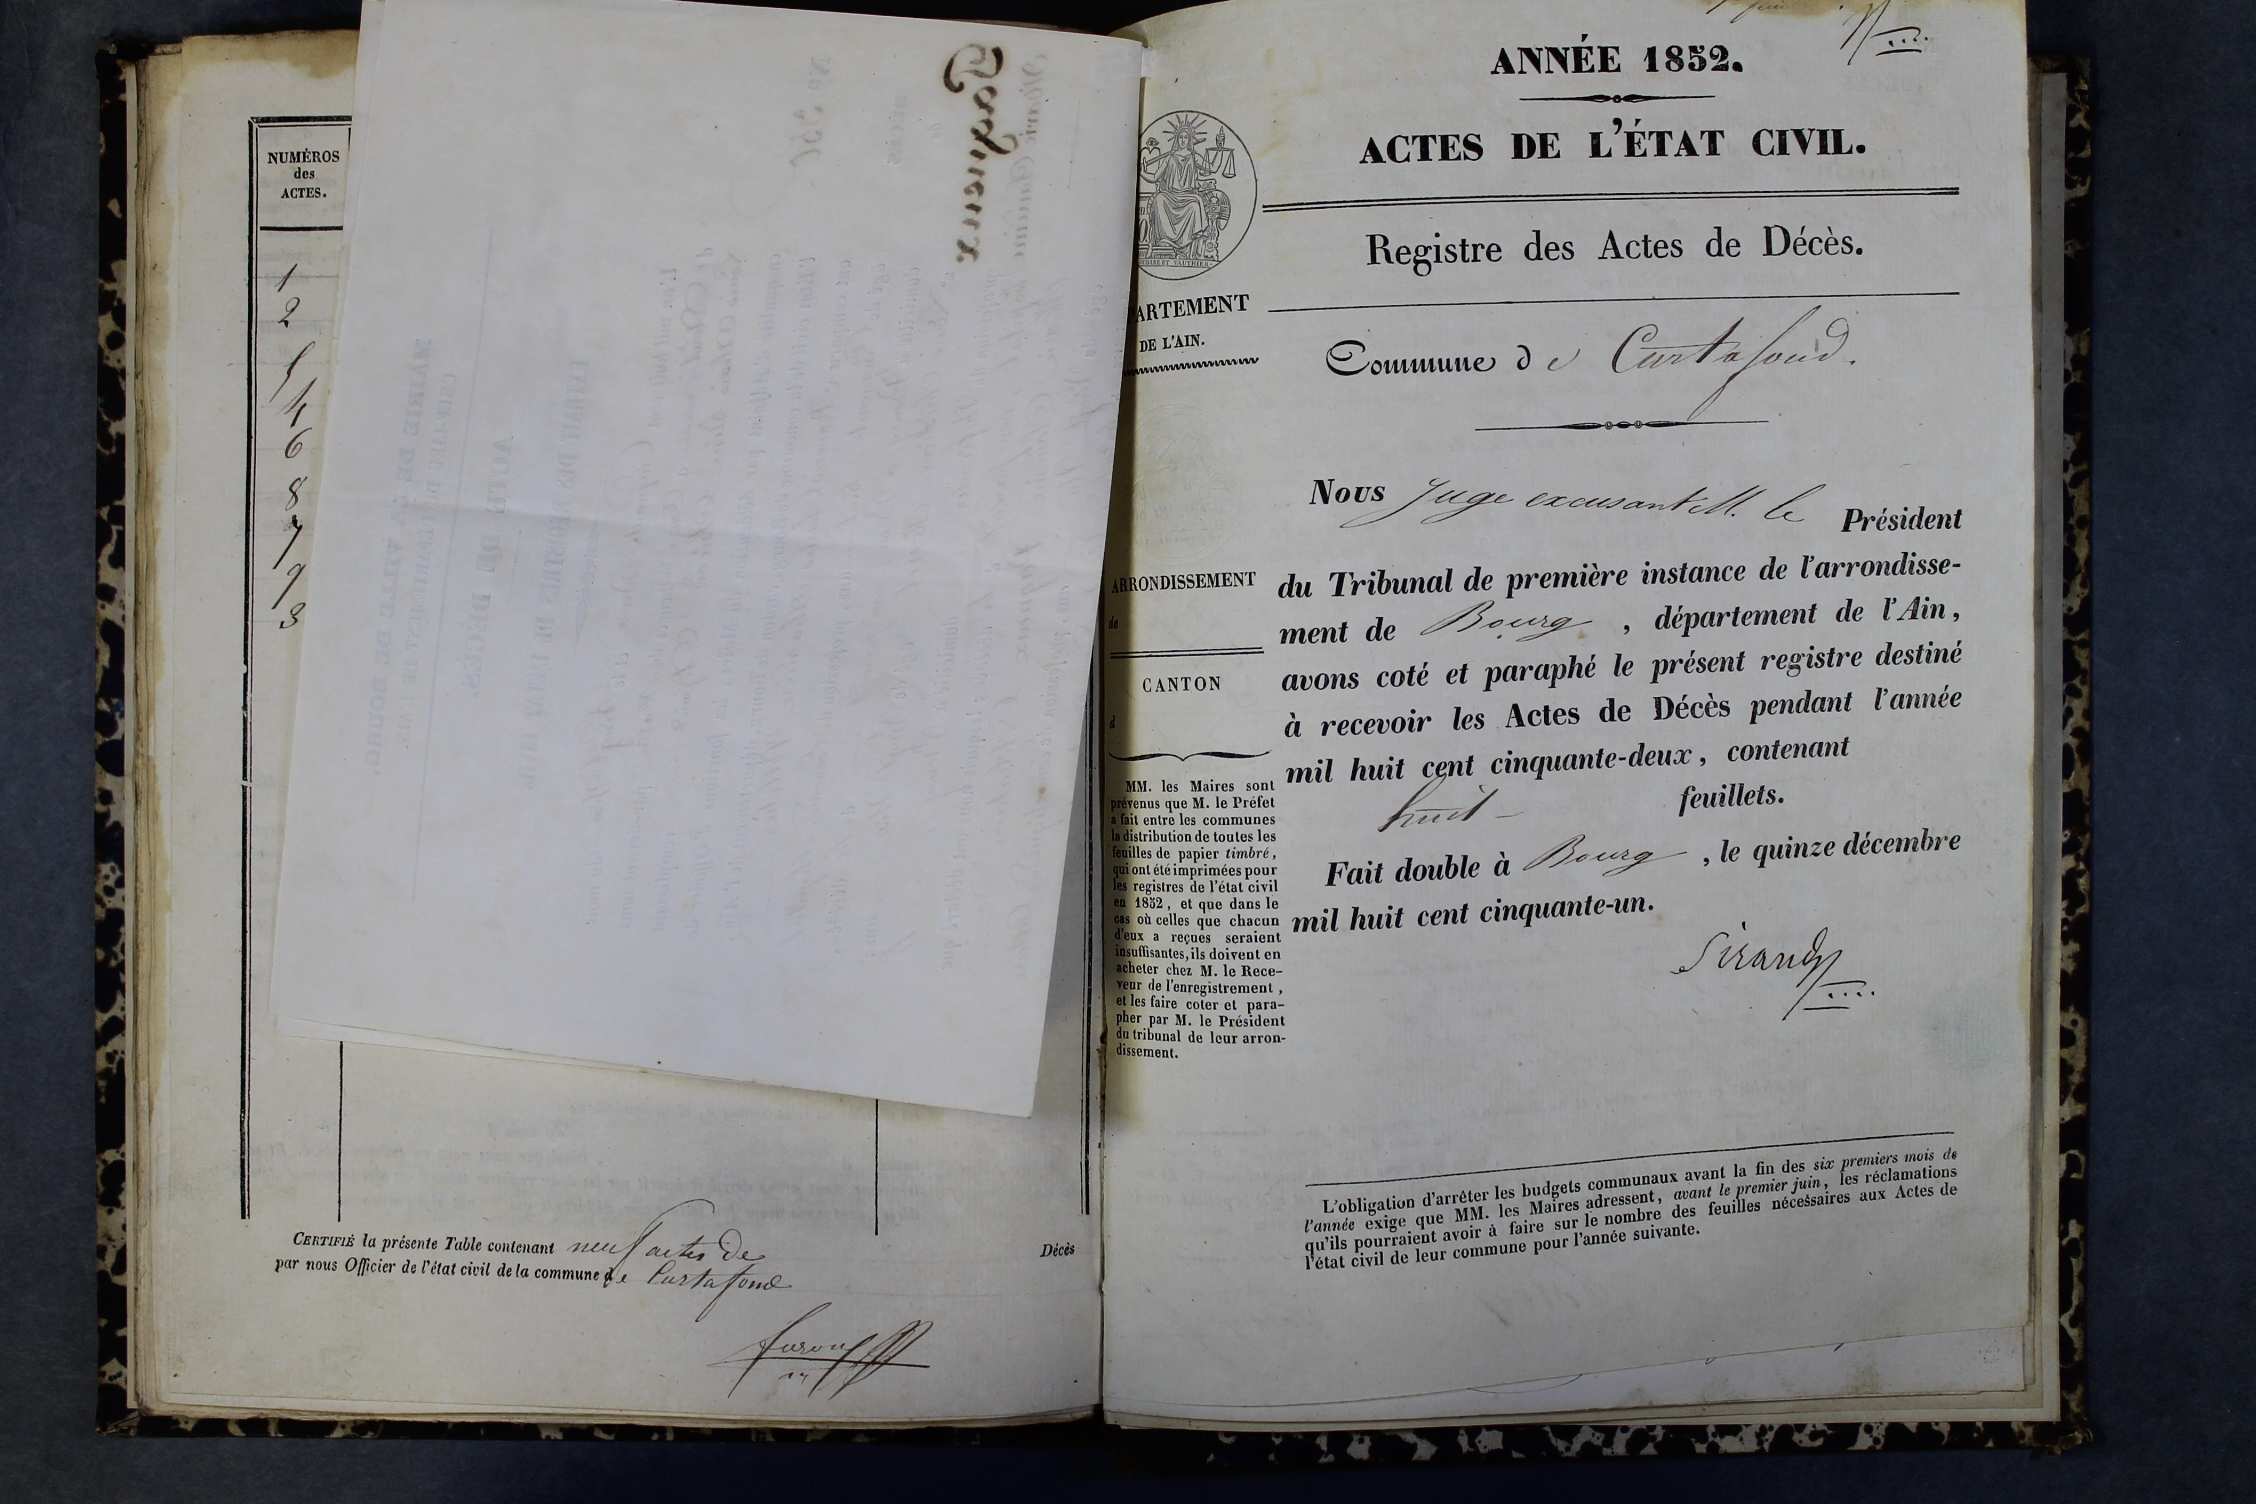 NUMÉROS
des
ACTES.
1
2
5
4
6
8
7
9
3
CERTIFIÉ la présente Table contenant neuf actes de Décès
par nous Officier de l'état civil de la commune de Curtafond
ANNÉE 1852.
ACTES DE L'ÉTAT CIVIL.
Registre des Actes de Décès.
ARTEMENT
DE L'AIN.
Commune de Curtafond.
Nous Juge excusant M. le Président
du Tribunal de première instance de l'arrondisse-
ment de Bourg, département de l'Ain,
avons coté et paraphé le présent registre destiné
à recevoir les Actes de Décès pendant l'année
mil huit cent cinquante-deux, contenant
huit feuillets.
Fait double à Bourg, le quinze décembre
mil huit cent cinquante-un.
Sirand
ARRONDISSEMENT
de
CANTON
d
MM. les Maires sont
prévenus que M. le Préfet
a fait entre les communes
la distribution de toutes les
feuilles de papier timbré,
qui ont été imprimées pour
les registres de l'état civil
en 1852, et que dans le
cas où celles que chacun
d'eux a reçues seraient
insuffisantes, ils doivent en
acheter chez M. le Rece-
veur de l'enregistrement,
et les faire coter et para-
pher par M. le Président
du tribunal de leur arron-
dissement.
L'obligation d'arrêter les budgets communaux avant la fin des six premiers mois de
l'année exige que MM. les Maires adressent, avant le premier juin, les réclamations
qu'ils pourraient avoir à faire sur le nombre des feuilles nécessaires aux Actes de
l'état civil de leur commune pour l'année suivante.